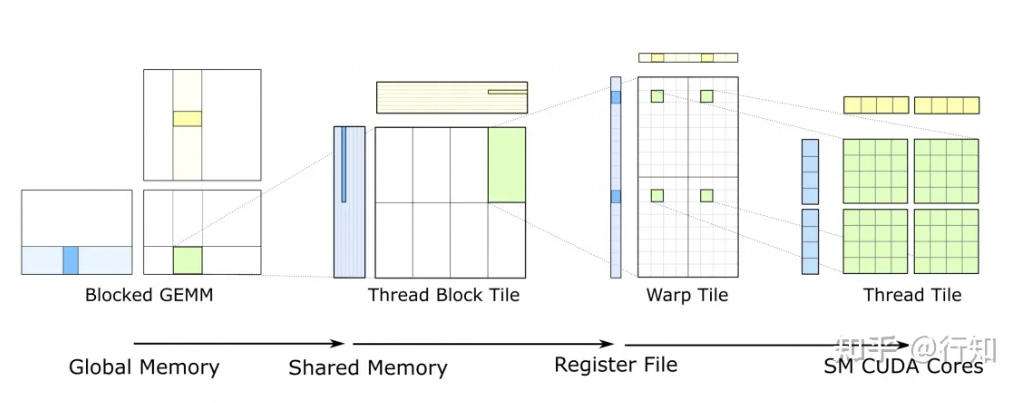 Blocked GEMM
Thread Block Tile
Warp Tile
Thread Tile
Global Memory
Shared Memory
Register File
SM CUDA Cores
知乎 @行知